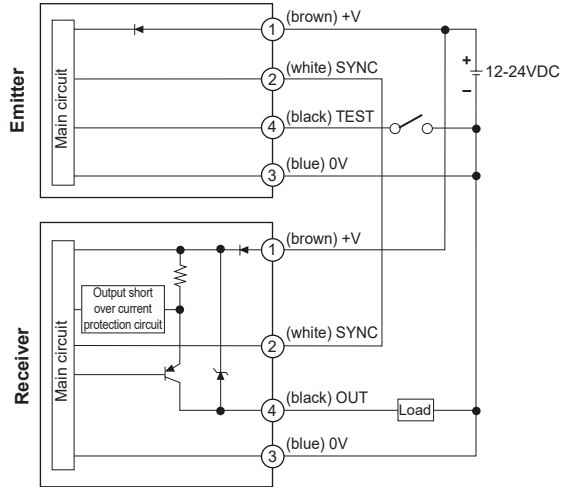 Emitter
Main circuit
1 (brown) +V
2 (white) SYNC
4 (black) TEST
3 (blue) 0V
+
12-24VDC
−
Receiver
Main circuit
Output short
over current
protection circuit
1 (brown) +V
2 (white) SYNC
4 (black) OUT
Load
3 (blue) 0V